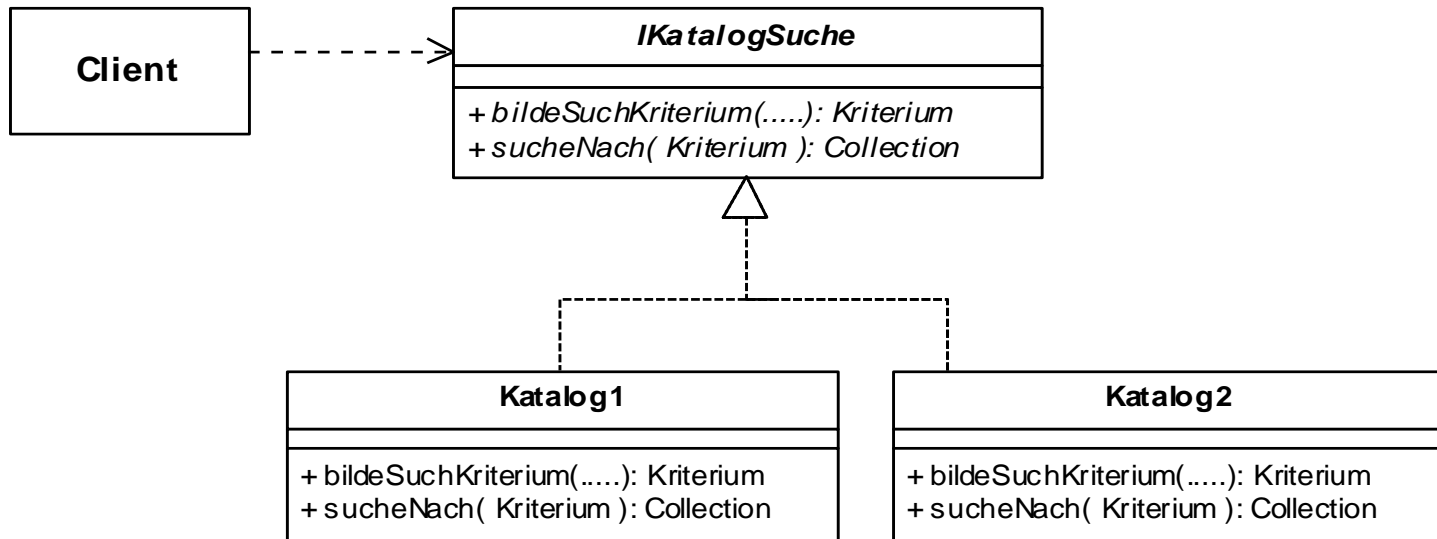 Client
IKatalogSuche
+ bildeSuchKriterium(.....): Kriterium
+ sucheNach( Kriterium ): Collection
Katalog1
+ bildeSuchKriterium(.....): Kriterium
+ sucheNach( Kriterium ): Collection
Katalog2
+ bildeSuchKriterium(.....): Kriterium
+ sucheNach( Kriterium ): Collection